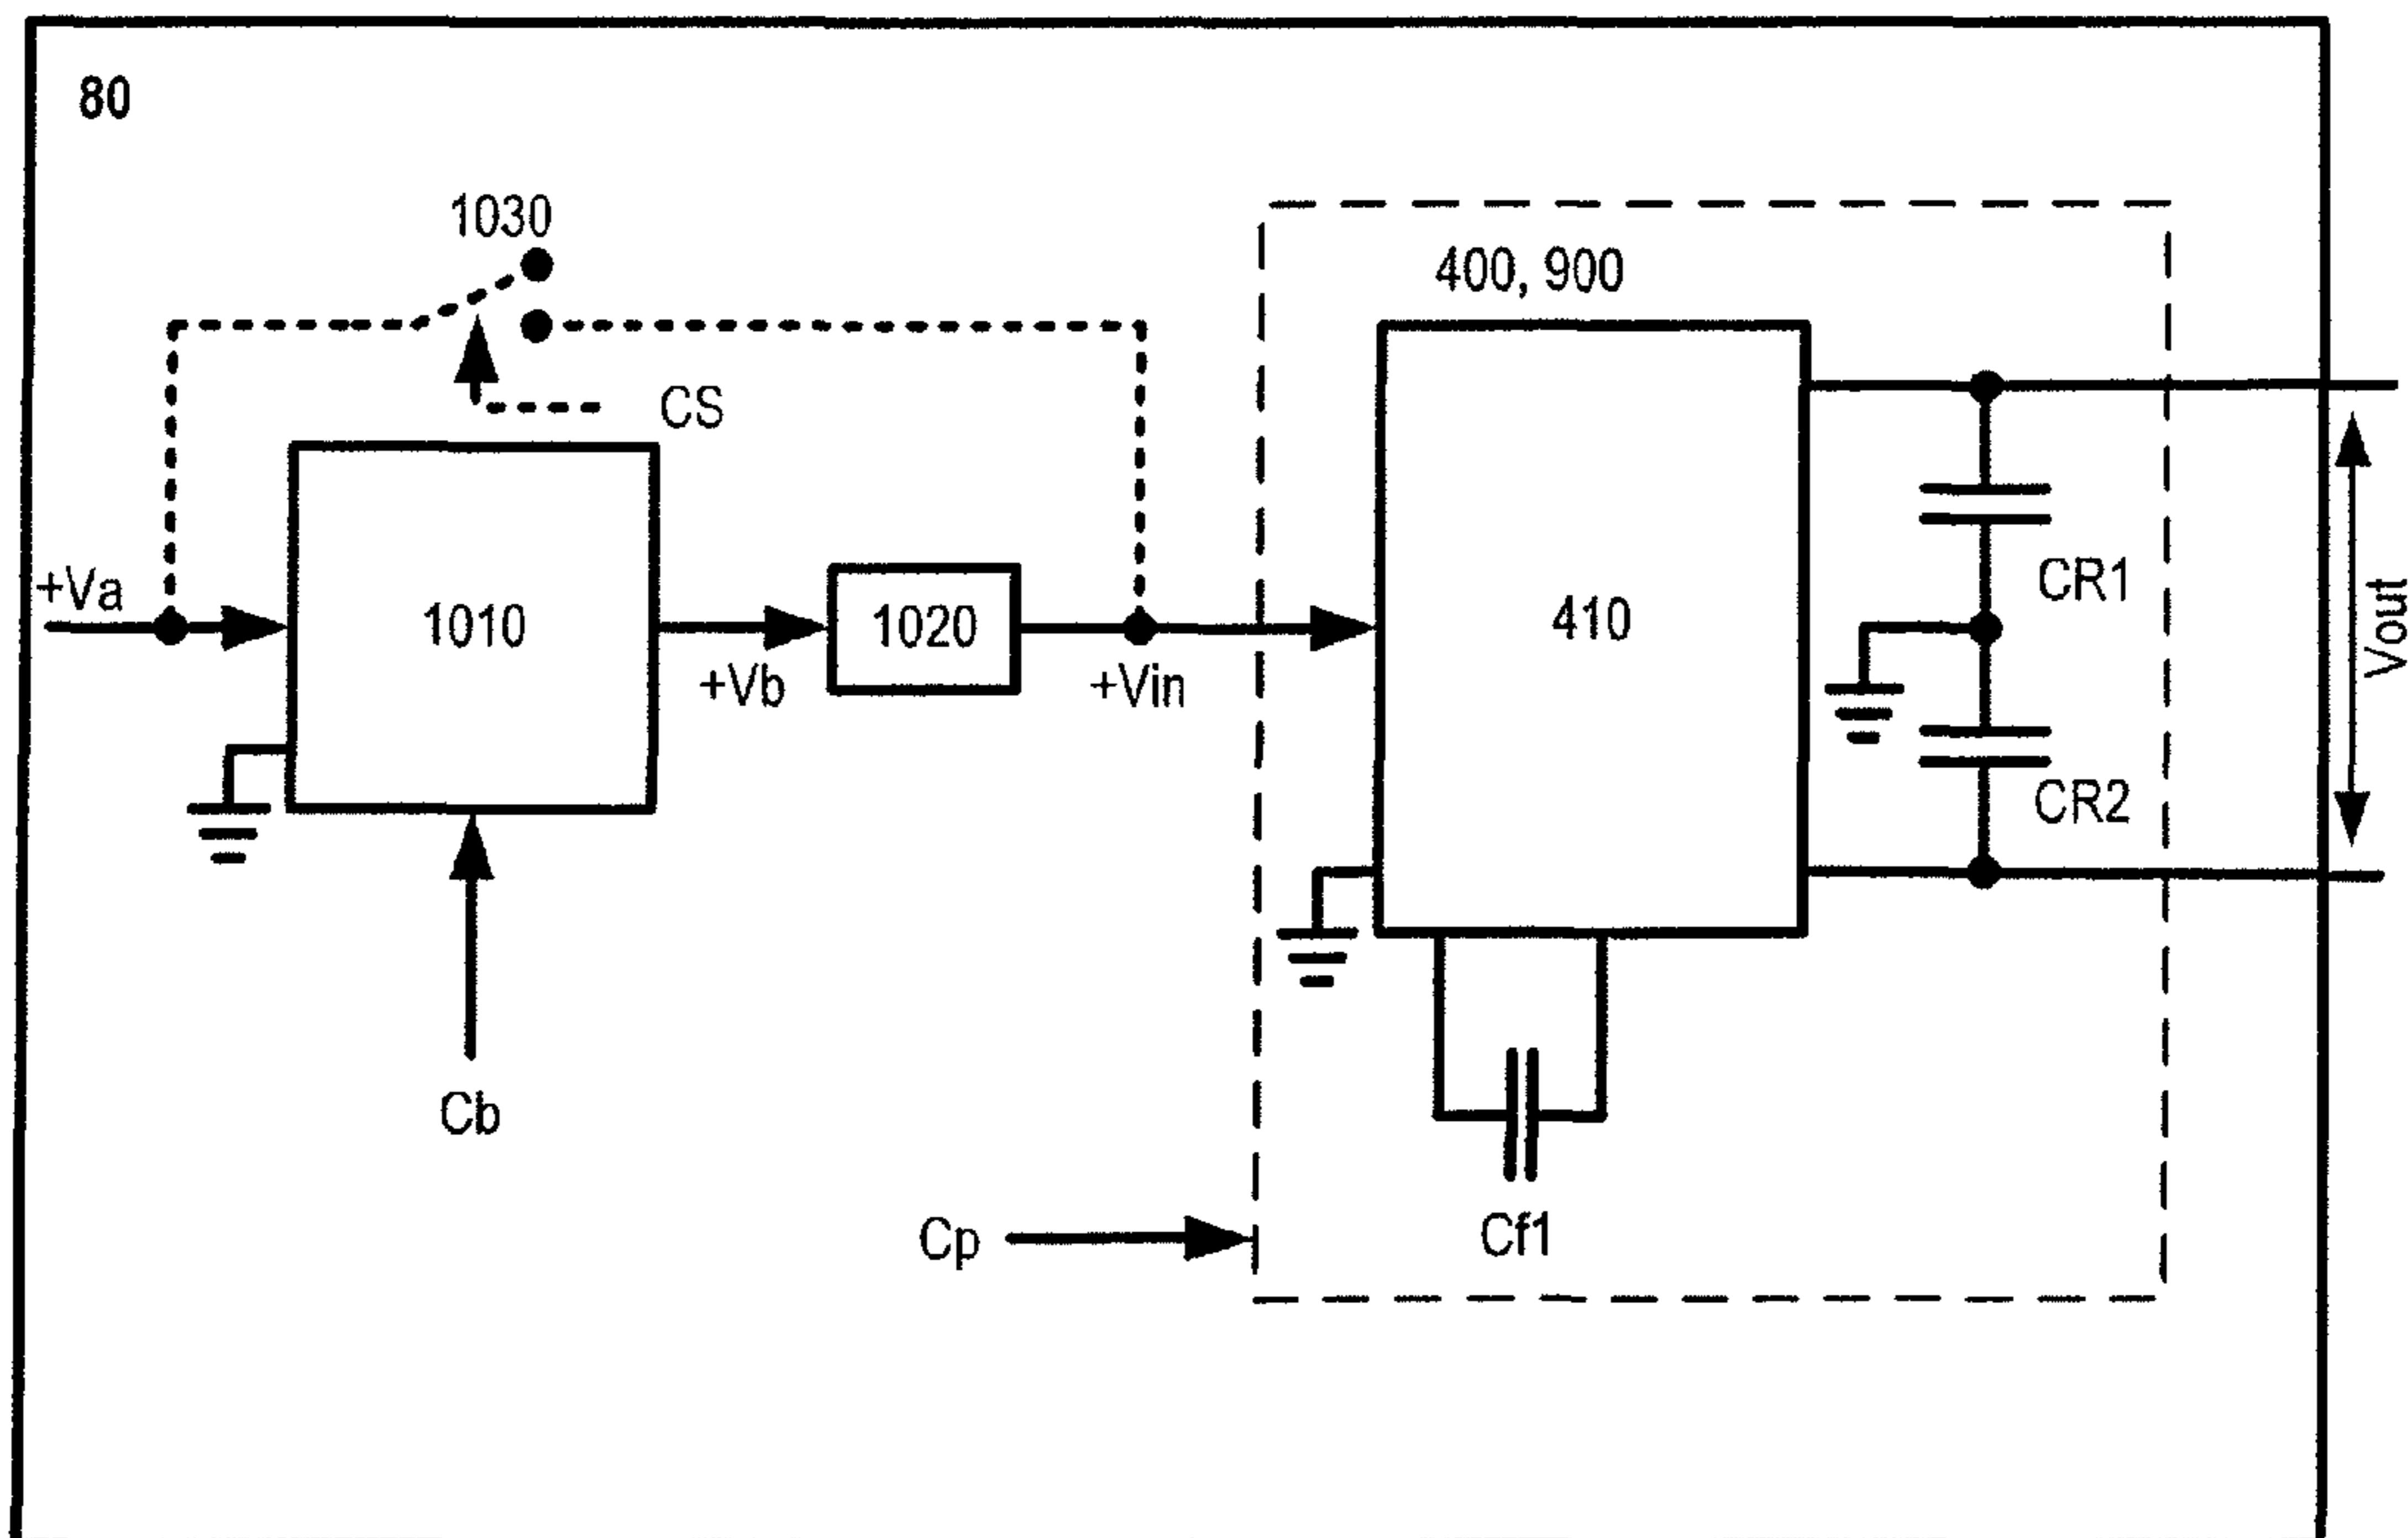 80
1030
400, 900
CS
+Va
1010
1020
410
CR1
Vout
+Vb
+Vin
CR2
Cb
Cp
Cf1